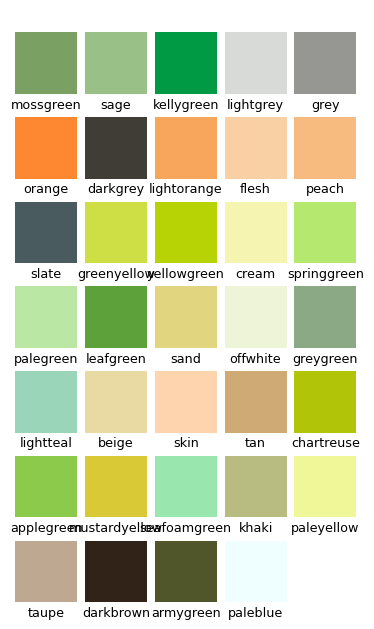 mossgreen sage kellygreen lightgrey grey
orange darkgrey lightorange flesh peach
slate greenyellow yellowgreen cream springgreen
palegreen leafgreen sand offwhite greygreen
lightteal beige skin tan chartreuse
applegreen mustardyellow seafoamgreen khaki paleyellow
taupe darkbrown armygreen paleblue